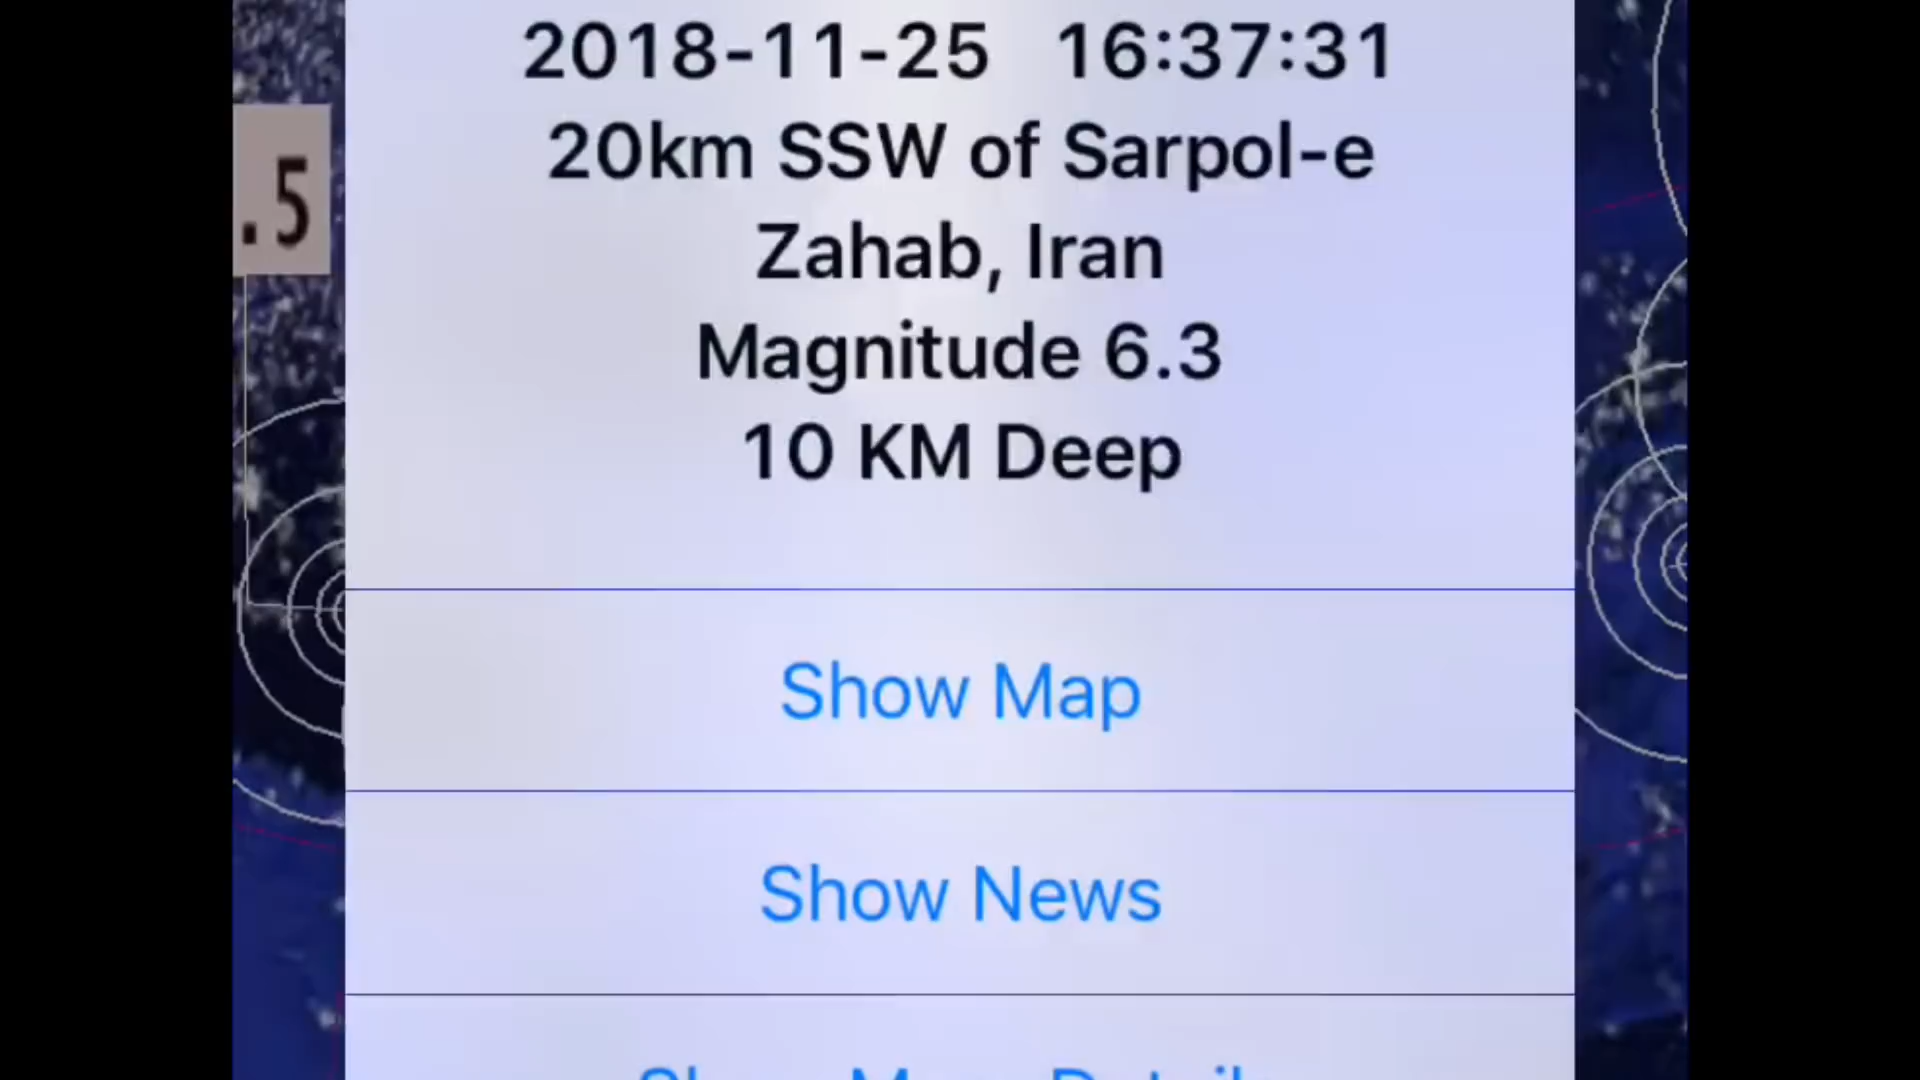 2018-11-25 16:37:31
.5
20km SSW of Sarpol-e
Zahab, Iran
Magnitude 6.3
10 KM Deep
Show Map
Show News